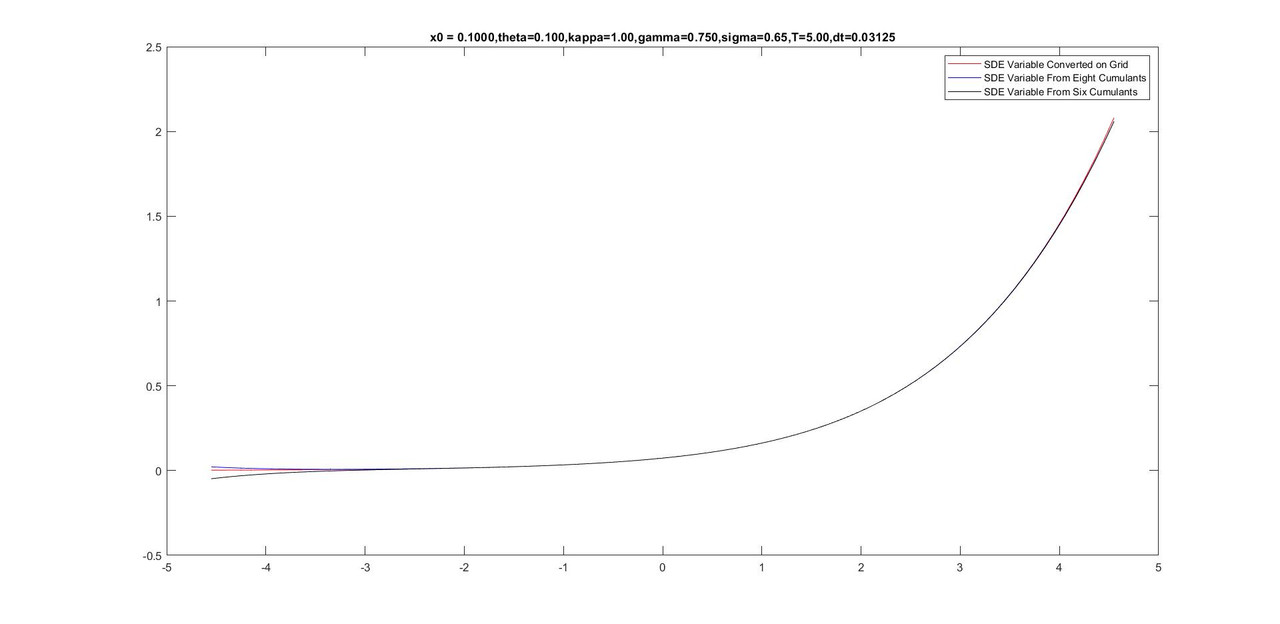 x0 = 0.1000,theta=0.100,kappa=1.00,gamma=0.750,sigma=0.65,T=5.00,dt=0.03125
SDE Variable Converted on Grid
SDE Variable From Eight Cumulants
SDE Variable From Six Cumulants
2.5
2
1.5
1
0.5
0
-0.5
-5 -4 -3 -2 -1 0 1 2 3 4 5